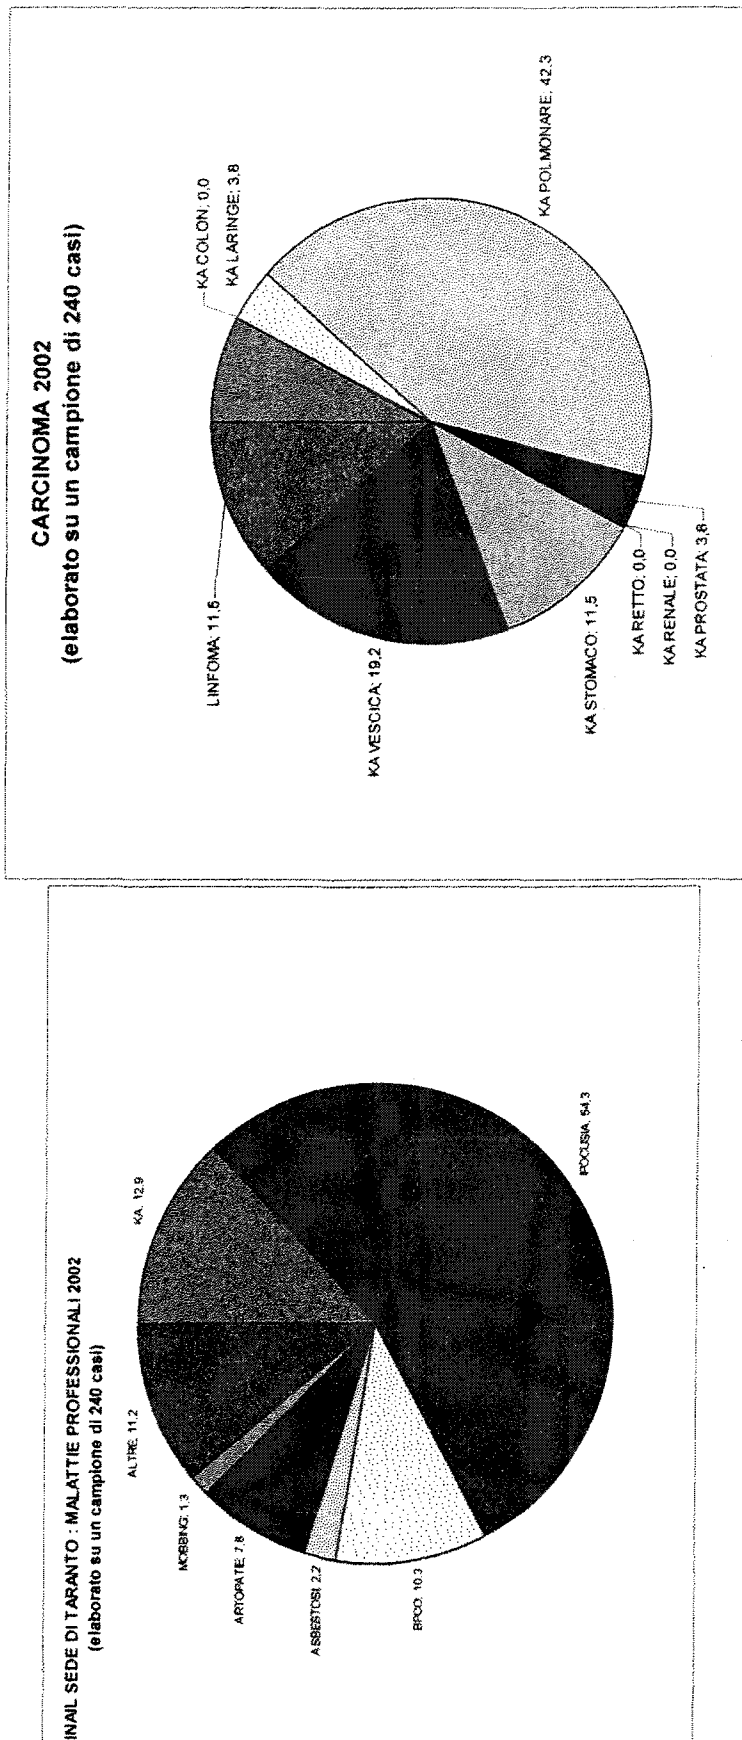 CARCINOMA 2002
(elaborato su un campione di 240 casi)
KA COLON; 0,0
KA LARINGE; 3,8
KA POLMONARE; 42,3
LINFOMA; 11,5
KA VESCICA; 19,2
KA STOMACO; 11,5
KA RETTO; 0,0
KA RENALE; 0,0
KA PROSTATA; 3,8
INAIL SEDE DI TARANTO : MALATTIE PROFESSIONALI 2002
(elaborato su un campione di 240 casi)
KA; 12,9
IPOCUSIA; 54,3
ALTRE; 11,2
MOBBING; 1,3
ARTOPATIE; 7,8
ASBESTOSI; 2,2
BPCO; 10,3